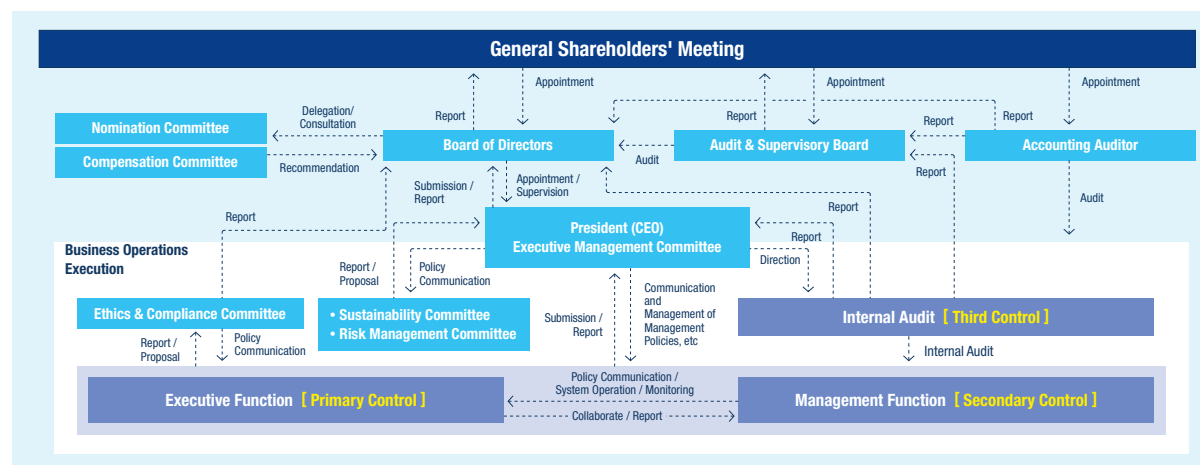 General Shareholders' Meeting
Appointment
Appointment
Appointment
Report
Report
Report
Delegation/
Consultation
Nomination Committee
Compensation Committee
Recommendation
Board of Directors
Audit
Audit & Supervisory Board
Report
Report
Accounting Auditor
Audit
Submission /
Report
Appointment /
Supervision
Report
Report
Report
President (CEO)
Executive Management Committee
Direction
Business Operations
Execution
Report /
Proposal
Policy
Communication
Ethics & Compliance Committee
• Sustainability Committee
• Risk Management Committee
Submission /
Report
Communication
and
Management of
Management
Policies, etc
Internal Audit [ Third Control ]
Report /
Proposal
Policy
Communication
Internal Audit
Executive Function [ Primary Control ]
Policy Communication /
System Operation / Monitoring
Collaborate / Report
Management Function [ Secondary Control ]